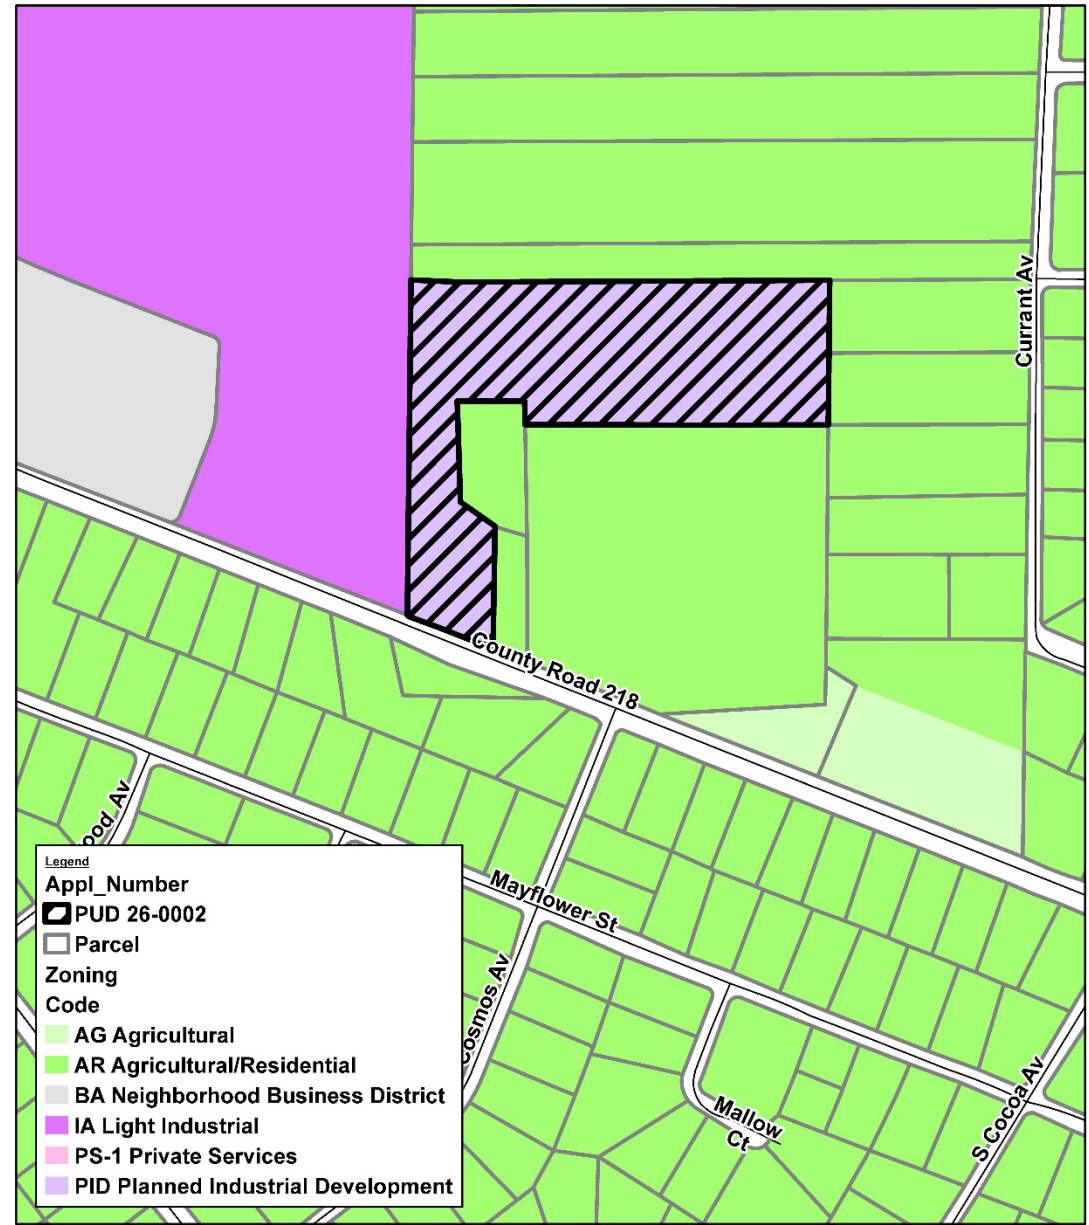 Currant Av
County Road 218
ood Av
Mayflower St
osmos Av
Mallow
Ct
S Cocoa Av
Legend
Appl_Number
PUD 26-0002
Parcel
Zoning
Code
AG Agricultural
AR Agricultural/Residential
BA Neighborhood Business District
IA Light Industrial
PS-1 Private Services
PID Planned Industrial Development